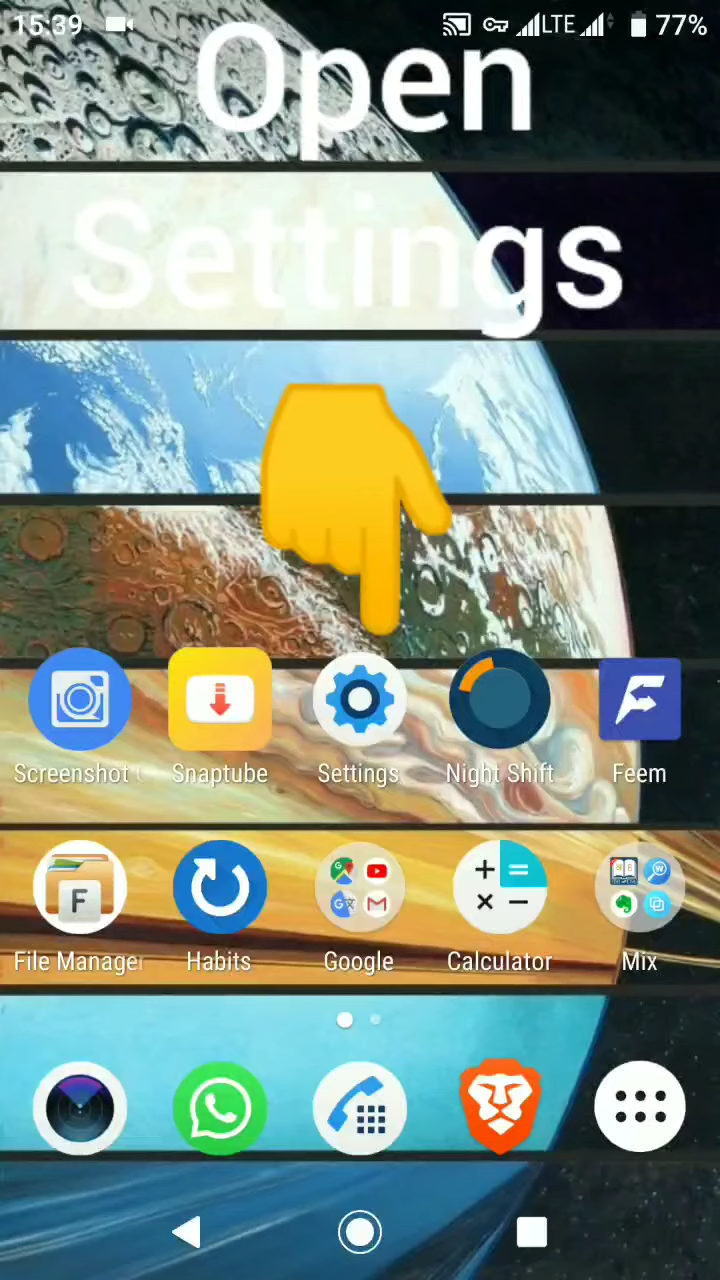 15:39 LTE 77%
Open
Settings
Screenshot Snaptube Settings Night Shift Feem
F
File Manager Habits Google Calculator Mix